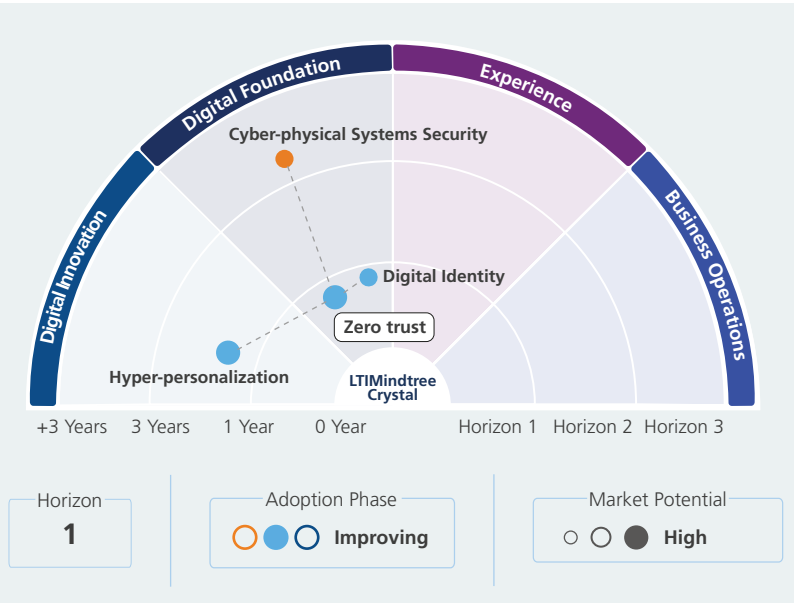 Digital Foundation
Experience
Digital Innovation
Business Operations
Cyber-physical Systems Security
Digital Identity
Zero trust
Hyper-personalization
LTIMindtree
Crystal
+3 Years 3 Years 1 Year 0 Year Horizon 1 Horizon 2 Horizon 3
Horizon
1
Adoption Phase
Improving
Market Potential
High